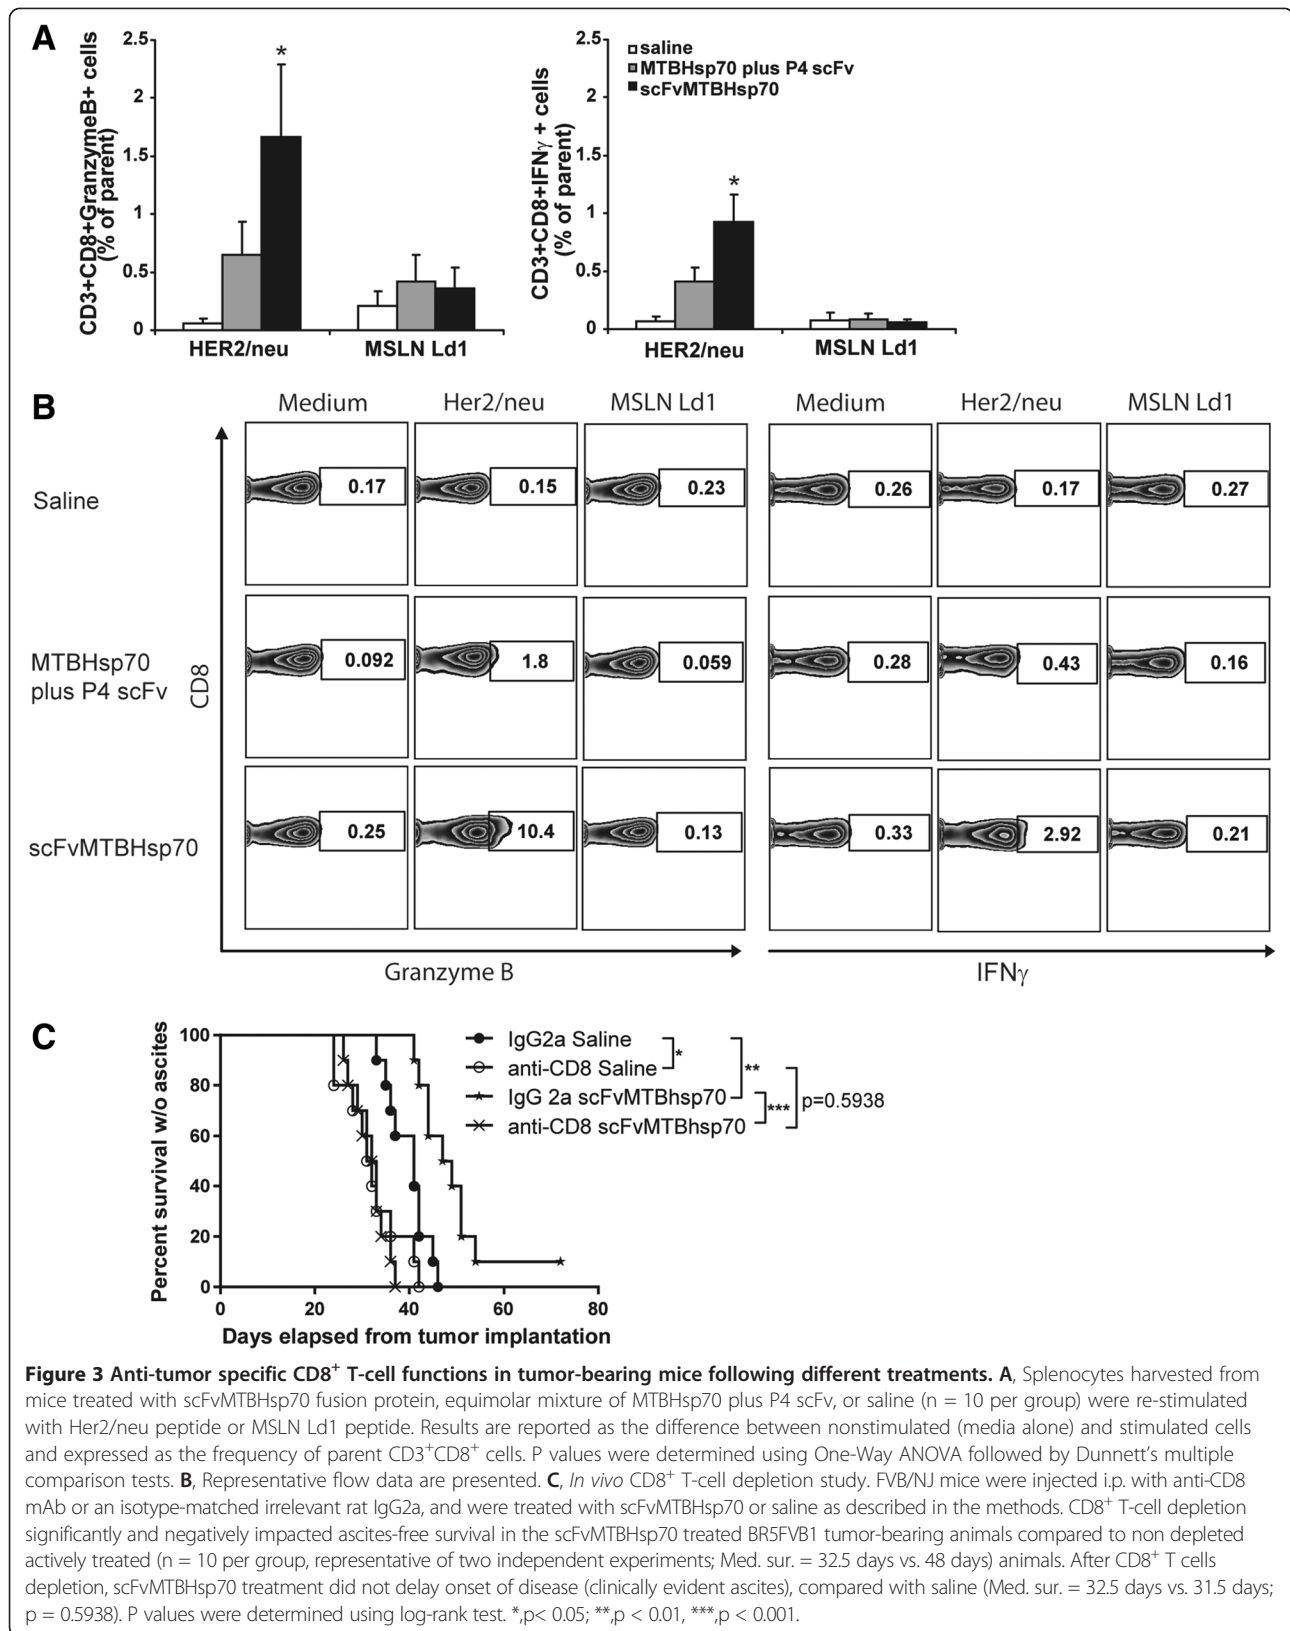 A
2.5
2
1.5
1
0.5
0
CD3+CD8+GranzymeB+ cells
(% of parent)
*
HER2/neu MSLN Ld1
2.5
2
1.5
1
0.5
0
CD3+CD8+IFNγ + cells
(% of parent)
saline
MTBHsp70 plus P4 scFv
scFvMTBHsp70
*
HER2/neu MSLN Ld1
B
Medium Her2/neu MSLN Ld1 Medium Her2/neu MSLN Ld1
Saline 0.17 0.15 0.23 0.26 0.17 0.27
MTBHsp70
plus P4 scFv
0.092 1.8 0.059 0.28 0.43 0.16
CD8
scFvMTBHsp70 0.25 10.4 0.13 0.33 2.92 0.21
Granzyme B IFNγ
C
Percent survival w/o ascites
100
80
60
40
20
0
0 20 40 60 80
Days elapsed from tumor implantation
IgG2a Saline
anti-CD8 Saline
IgG 2a scFvMTBhsp70
anti-CD8 scFvMTBhsp70
*
**
***
p=0.5938
Figure 3 Anti-tumor specific CD8+ T-cell functions in tumor-bearing mice following different treatments. A, Splenocytes harvested from
mice treated with scFvMTBHsp70 fusion protein, equimolar mixture of MTBHsp70 plus P4 scFv, or saline (n = 10 per group) were re-stimulated
with Her2/neu peptide or MSLN Ld1 peptide. Results are reported as the difference between nonstimulated (media alone) and stimulated cells
and expressed as the frequency of parent CD3+CD8+ cells. P values were determined using One-Way ANOVA followed by Dunnett's multiple
comparison tests. B, Representative flow data are presented. C, In vivo CD8+ T-cell depletion study. FVB/NJ mice were injected i.p. with anti-CD8
mAb or an isotype-matched irrelevant rat IgG2a, and were treated with scFvMTBHsp70 or saline as described in the methods. CD8+ T-cell depletion
significantly and negatively impacted ascites-free survival in the scFvMTBHsp70 treated BR5FVB1 tumor-bearing animals compared to non depleted
actively treated (n = 10 per group, representative of two independent experiments; Med. sur. = 32.5 days vs. 48 days) animals. After CD8+ T cells
depletion, scFvMTBHsp70 treatment did not delay onset of disease (clinically evident ascites), compared with saline (Med. sur. = 32.5 days vs. 31.5 days;
p = 0.5938). P values were determined using log-rank test. *,p< 0.05; **,p < 0.01, ***,p < 0.001.